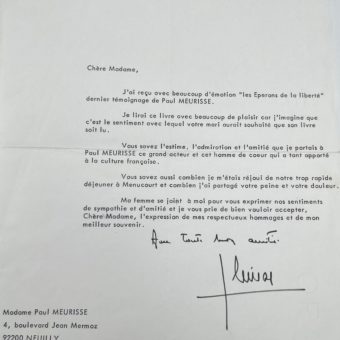 Chère Madame,
J'ai reçu avec beaucoup d'émotion "les Eperons de la liberté"
dernier témoignage de Paul MEURISSE.
Je lirai ce livre avec beaucoup de plaisir car j'imagine que
c'est le sentiment avec lequel votre mari aurait souhaité que son livre
soit lu.
Vous savez l'estime, l'admiration et l'amitié que je portais à
Paul MEURISSE ce grand acteur et cet homme de coeur qui a tant apporté
à la culture française.
Vous savez aussi combien je m'étais réjoui de notre trop rapide
déjeuner à Menucourt et combien j'ai partagé votre peine et votre douleur.
Ma femme se joint à moi pour vous exprimer nos sentiments
de sympathie et d'amitié et je vous prie de bien vouloir accepter,
Chère Madame, l'expression de mes respectueux hommages et de mon
meilleur souvenir.
toute mon amitié.
Madame Paul MEURISSE
4, boulevard Jean Mermoz
92200 NEUILLY